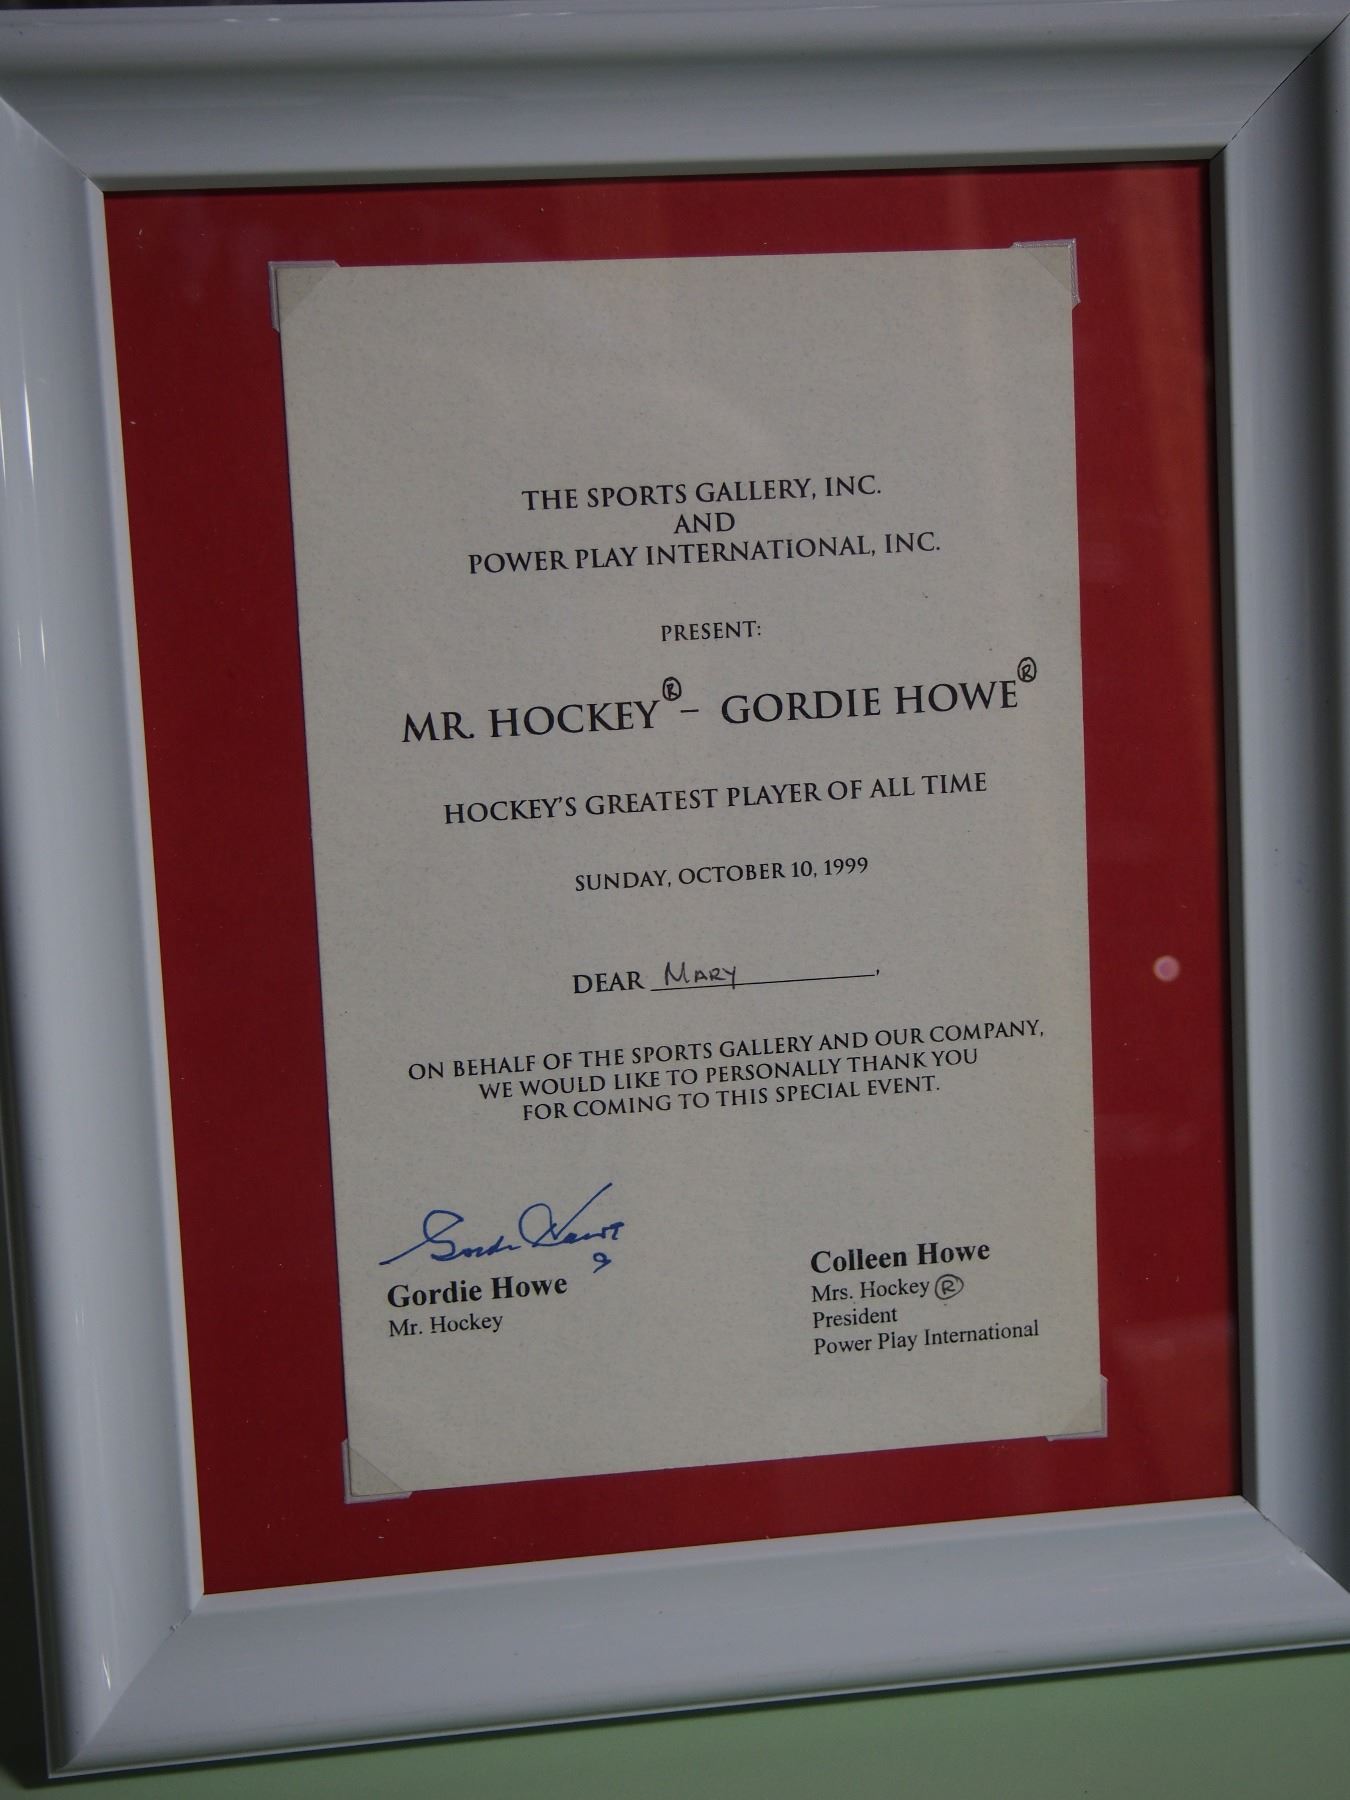 THE SPORTS GALLERY, INC.
AND
POWER PLAY INTERNATIONAL, INC.
PRESENT:
MR. HOCKEY® – GORDIE HOWE®
HOCKEY'S GREATEST PLAYER OF ALL TIME
SUNDAY, OCTOBER 10, 1999
DEAR MARY,
ON BEHALF OF THE SPORTS GALLERY AND OUR COMPANY,
WE WOULD LIKE TO PERSONALLY THANK YOU
FOR COMING TO THIS SPECIAL EVENT.
Gordie Howe
9
Gordie Howe
Mr. Hockey
Colleen Howe
Mrs. Hockey ®
President
Power Play International